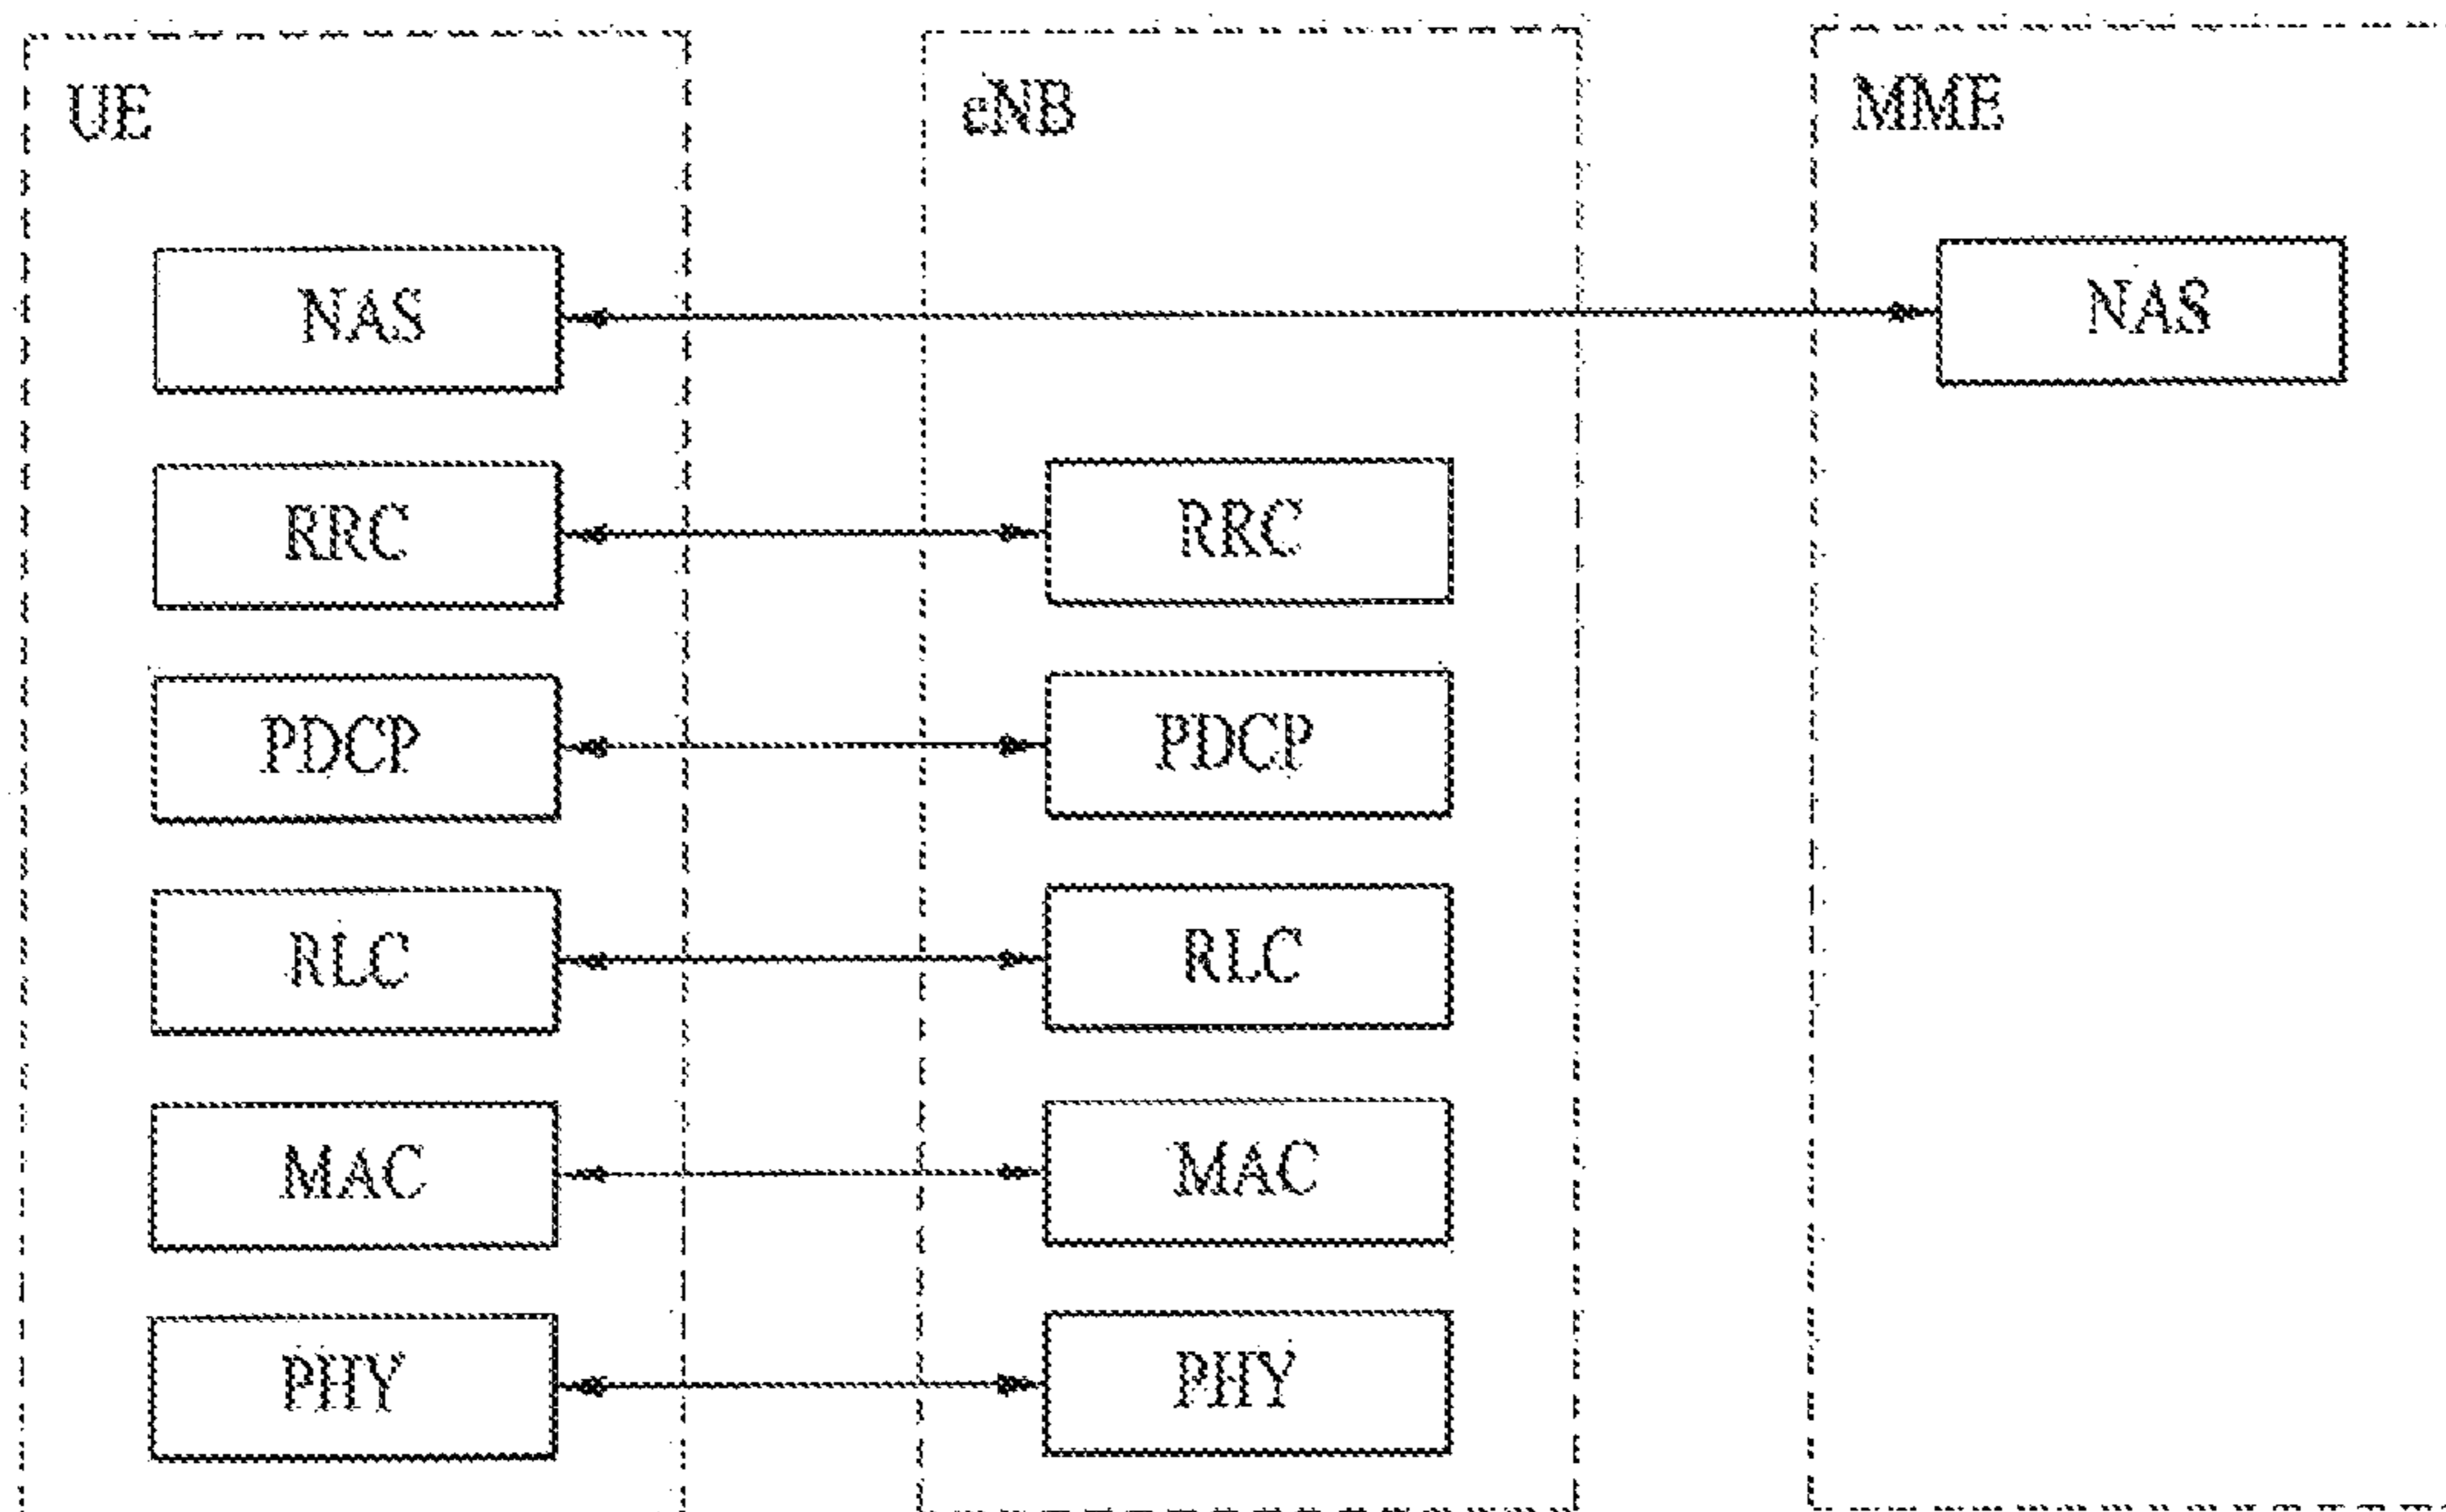 UE eNB MME
NAS NAS
RRC RRC
PDCP PDCP
RLC RLC
MAC MAC
PHY PHY